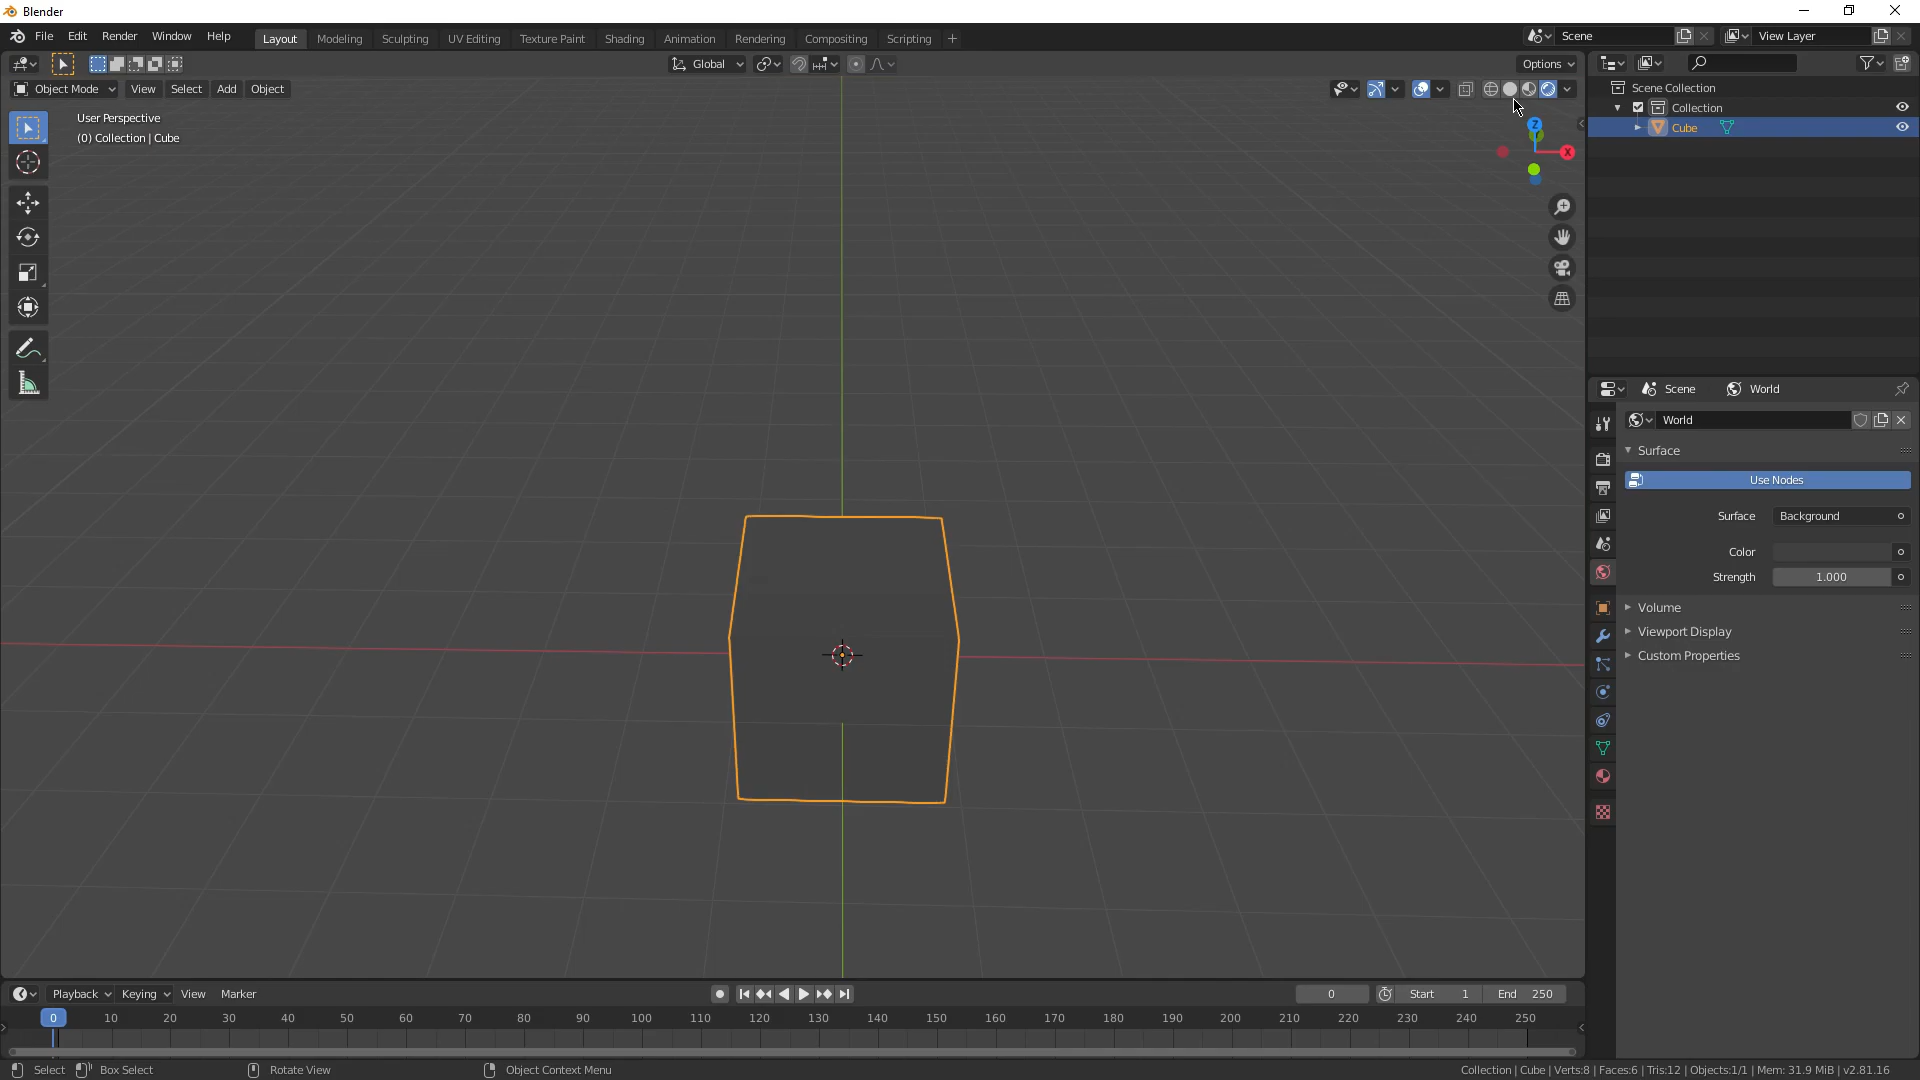 Blender
File Edit Render Window Help Layout Modeling Sculpting UV Editing Texture Paint Shading Animation Rendering Compositing Scripting + Scene View Layer
Global Options
Object Mode View Select Add Object
User Perspective
(0) Collection | Cube
Z
X
Scene Collection
Collection
Cube
Scene World
World
Surface
Use Nodes
Surface Background
Color
Strength 1.000
Volume
Viewport Display
Custom Properties
Playback Keying View Marker 0 Start 1 End 250
0 10 20 30 40 50 60 70 80 90 100 110 120 130 140 150 160 170 180 190 200 210 220 230 240 250
Select Box Select Rotate View Object Context Menu Collection | Cube | Verts:8 | Faces:6 | Tris:12 | Objects:1/1 | Mem: 31.9 MiB | v2.81.16